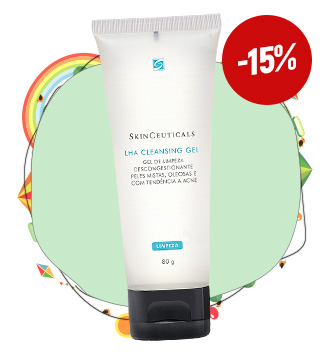 -15%
SKINCEUTICALS
LHA CLEANSING GEL
GEL DE LIMPEZA
DESCONGESTIONANTE
PELES MISTAS, OLEOSAS E
COM TENDÊNCIA A ACNE
LIMPEZA
80 g